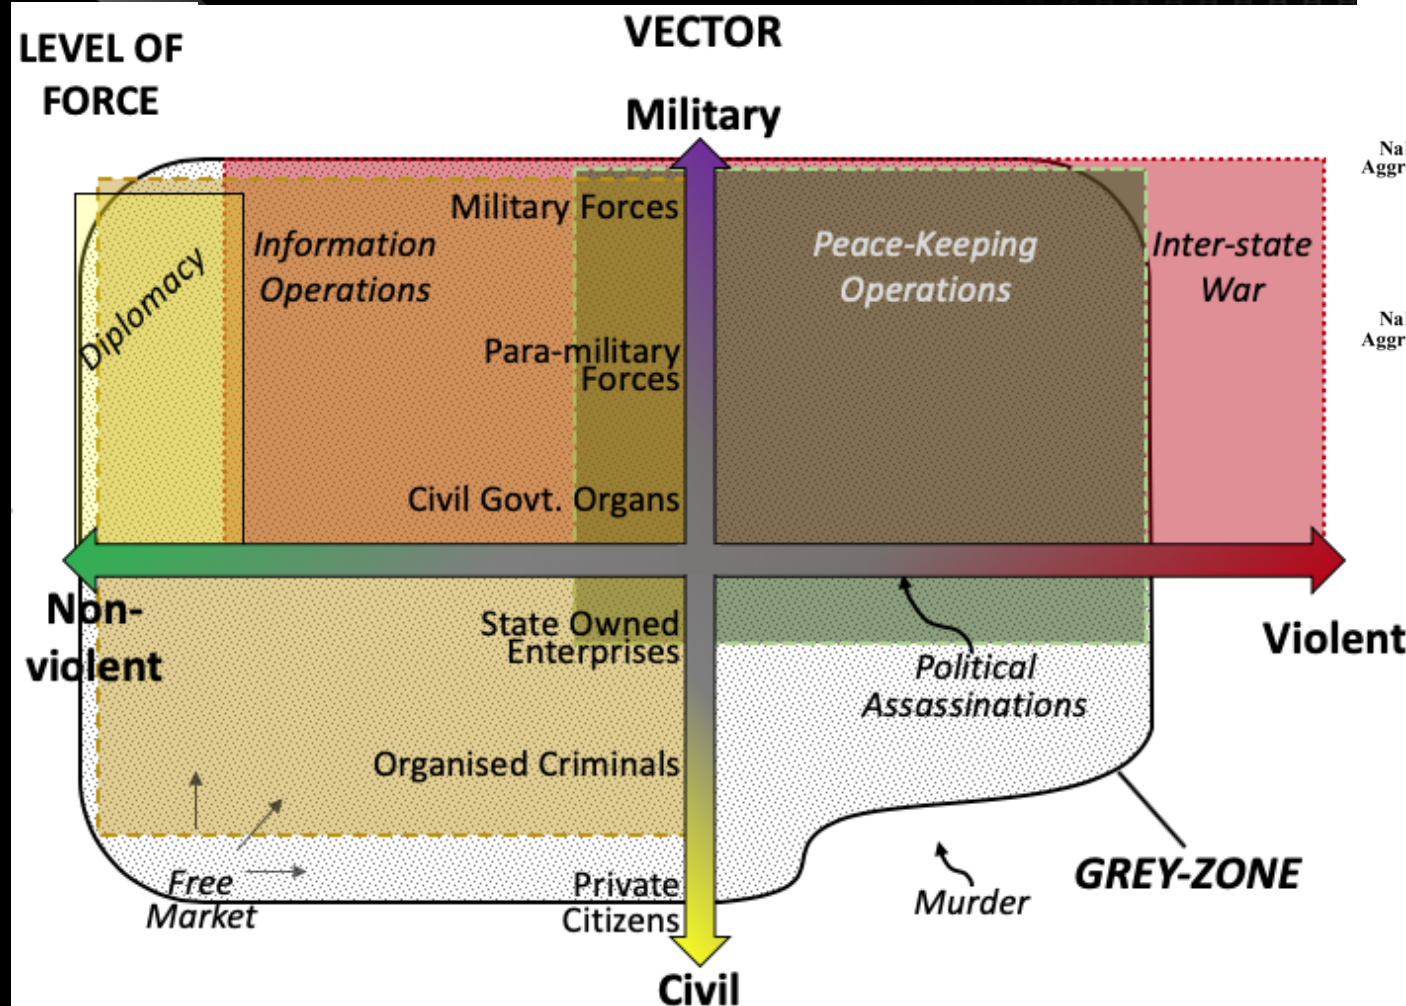 VECTOR
LEVEL OF
FORCE
Military
Military Forces
Information
Operations
Peace-Keeping
Operations
Inter-state
War
Diplomacy
Para-military
Forces
Civil Govt. Organs
Non-
violent
Violent
State Owned
Enterprises
Political
Assassinations
Organised Criminals
Free
Market
Private
Citizens
GREY-ZONE
Murder
Civil